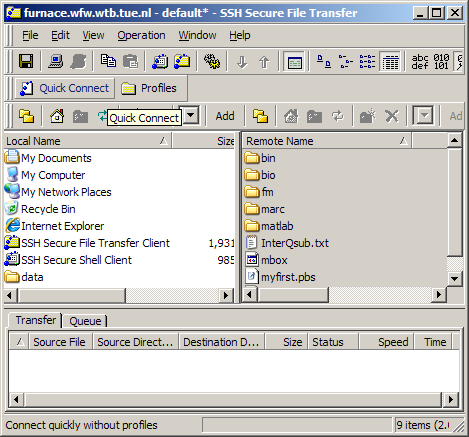 furnace.wfw.wtb.tue.nl - default* - SSH Secure File Transfer
File Edit View Operation Window Help
abc 010
def 101
Quick Connect Profiles
Quick Connect Add Ad
Local Name Size
My Documents
My Computer
My Network Places
Recycle Bin
Internet Explorer
SSH Secure File Transfer Client 1,931
SSH Secure Shell Client 985
data
Remote Name
bin
bio
fm
marc
matlab
InterQsub.txt
mbox
myfirst.pbs
Transfer Queue
Source File Source Direct... Destination D... Size Status Speed Time
Connect quickly without profiles 9 items (2.